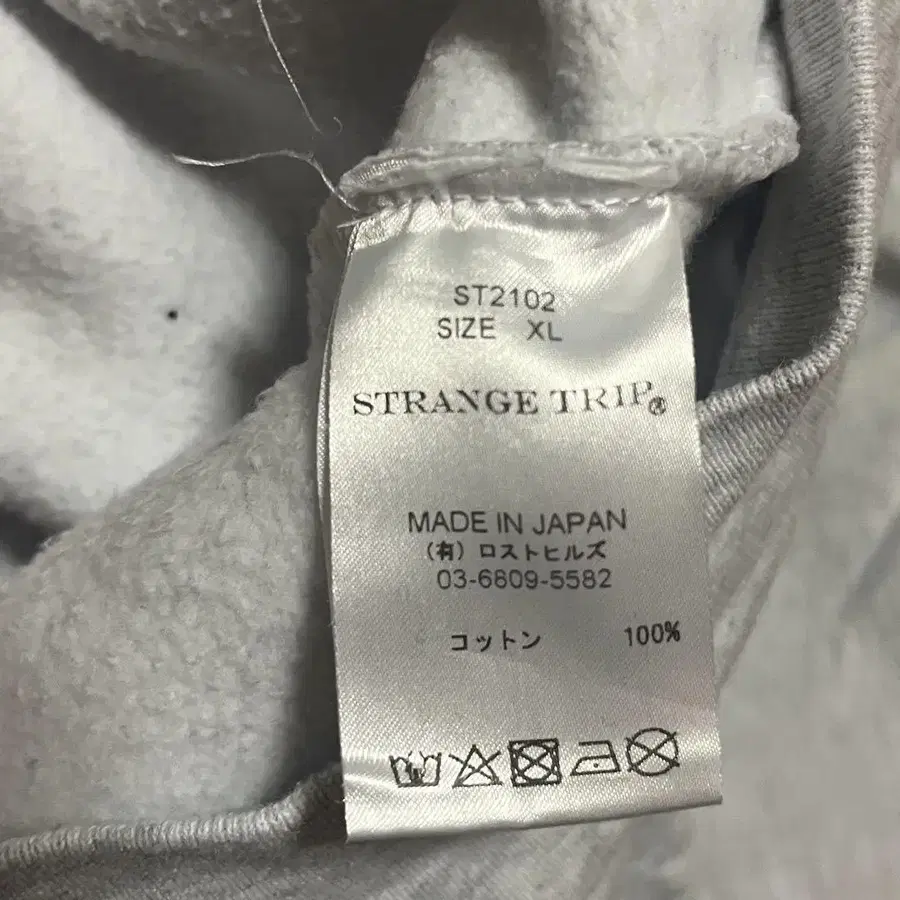 ST2102
SIZE XL
STRANGE TRIP®
MADE IN JAPAN
(有) ロストヒルズ
03-6809-5582
コットン 100%